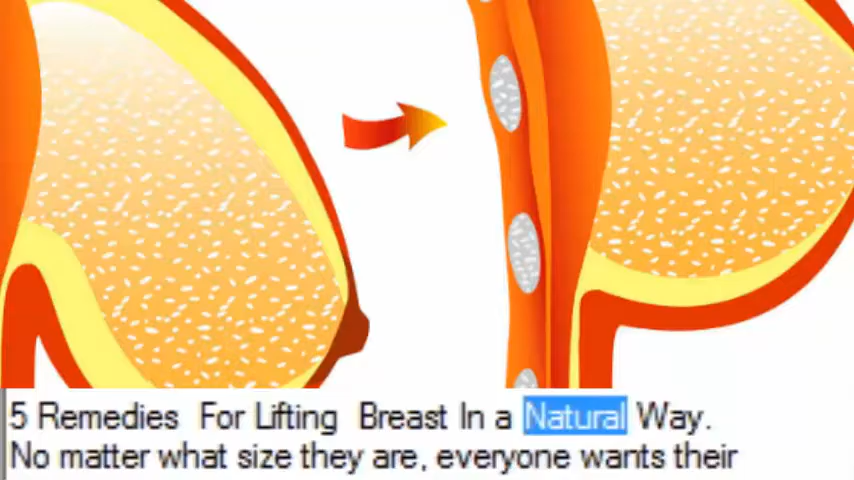 5 Remedies  For Lifting  Breast In a Natural Way.
No matter what size they are, everyone wants their